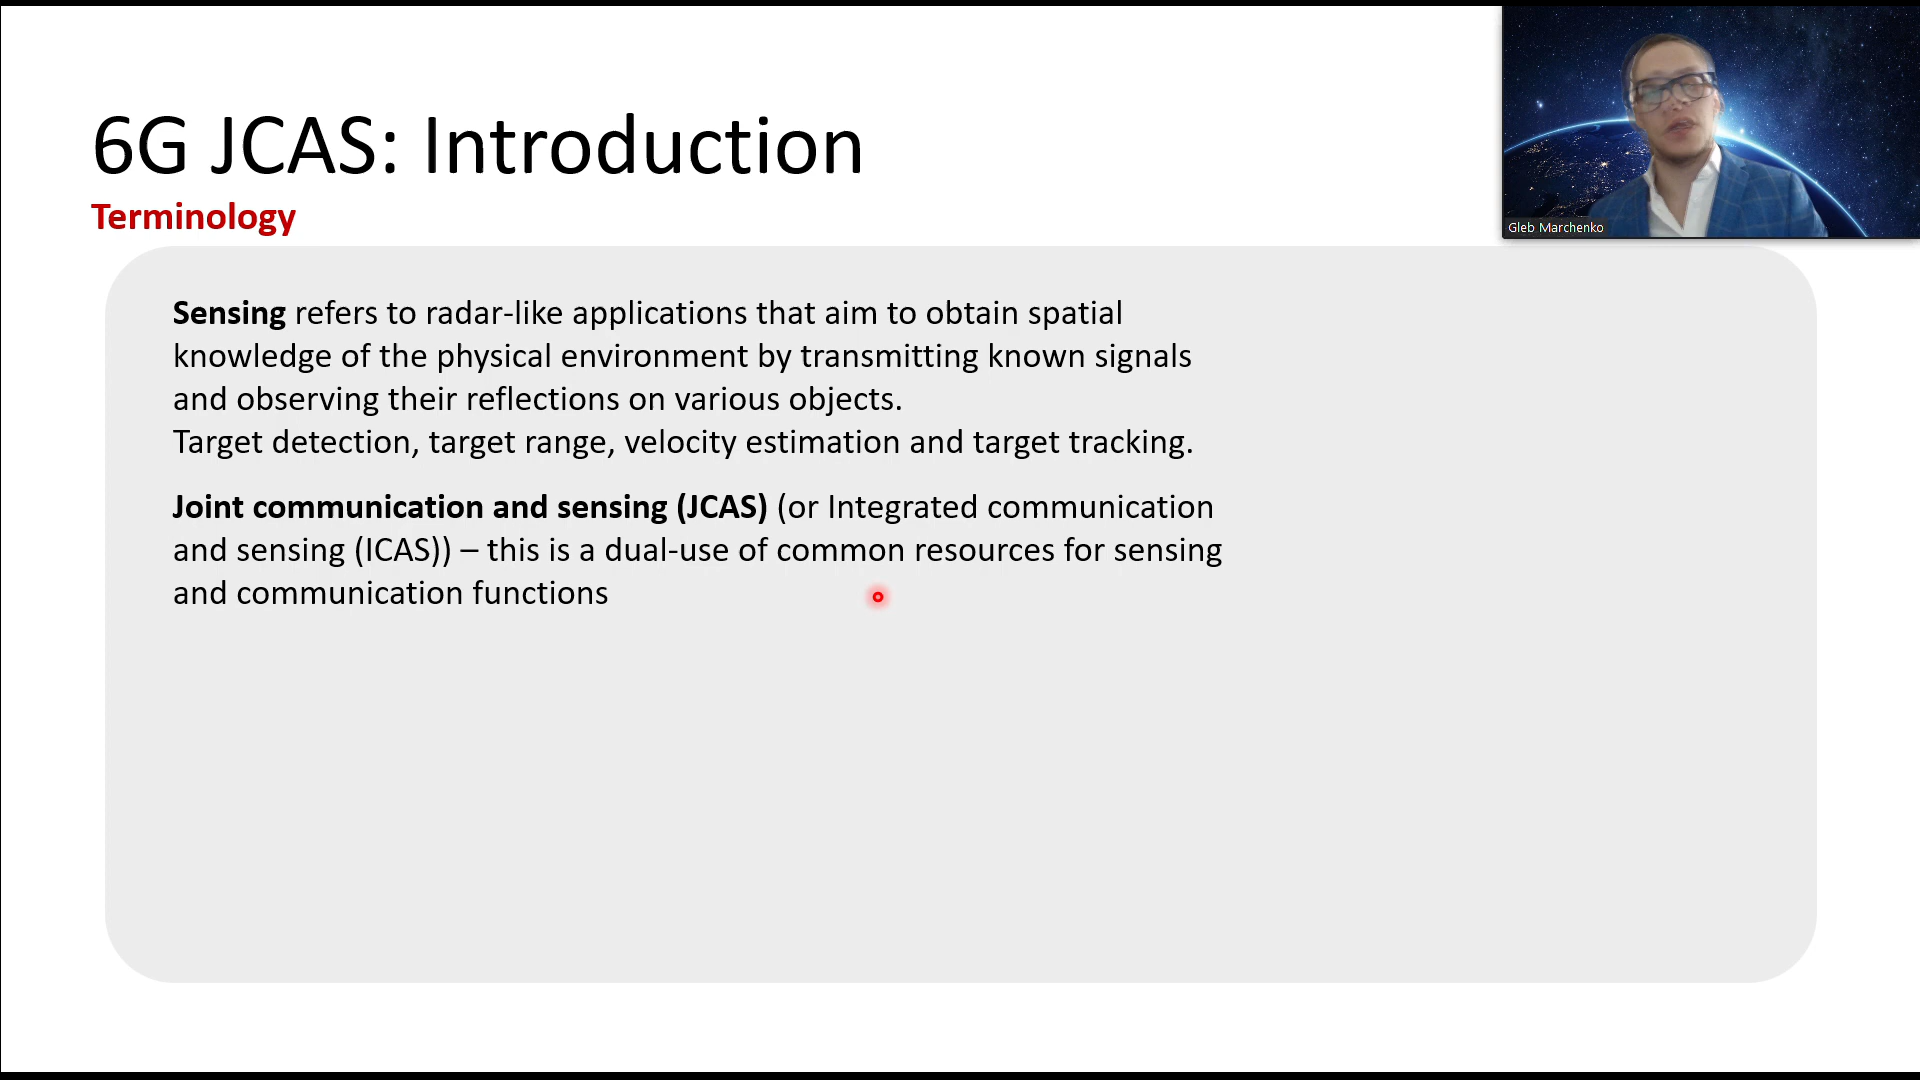 6G JCAS: Introduction
Terminology
Gleb Marchenko
Sensing refers to radar-like applications that aim to obtain spatial
knowledge of the physical environment by transmitting known signals
and observing their reflections on various objects.
Target detection, target range, velocity estimation and target tracking.
Joint communication and sensing (JCAS) (or Integrated communication
and sensing (ICAS)) – this is a dual-use of common resources for sensing
and communication functions